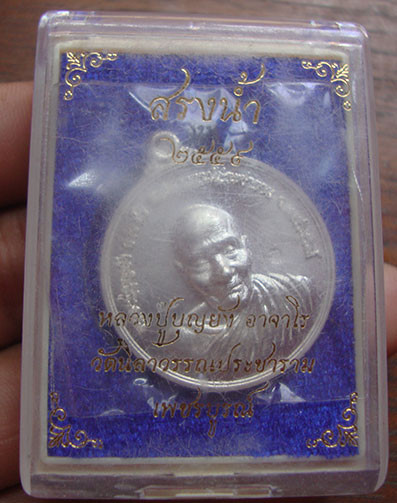 สรงน้ำ
๒๕๕๙
หลวงปู่บุญยัง อาจาโร
วัดนิลาวรรณประชาราม
เพชรบูรณ์